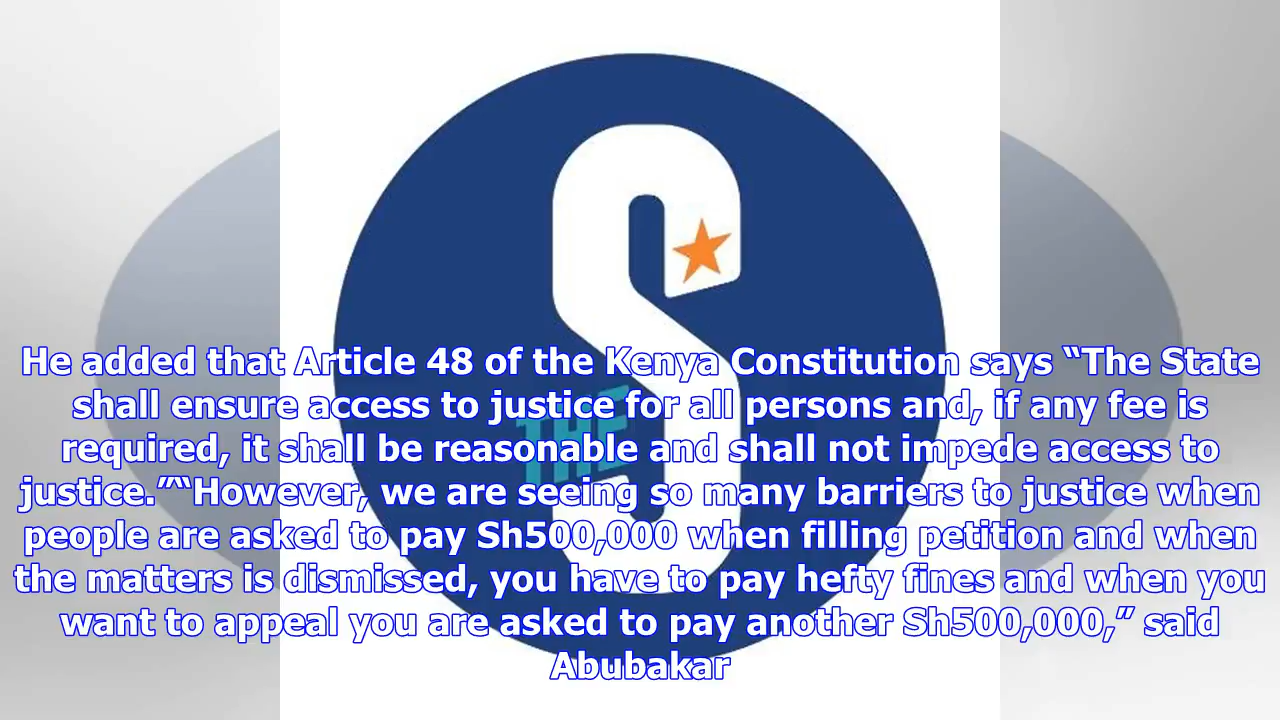 He added that Article 48 of the Kenya Constitution says “The State
shall ensure access to justice for all persons and, if any fee is
required, it shall be reasonable and shall not impede access to
justice.”“However, we are seeing so many barriers to justice when
people are asked to pay Sh500,000 when filling petition and when
the matters is dismissed, you have to pay hefty fines and when you
want to appeal you are asked to pay another Sh500,000,” said
Abubakar
THE
S